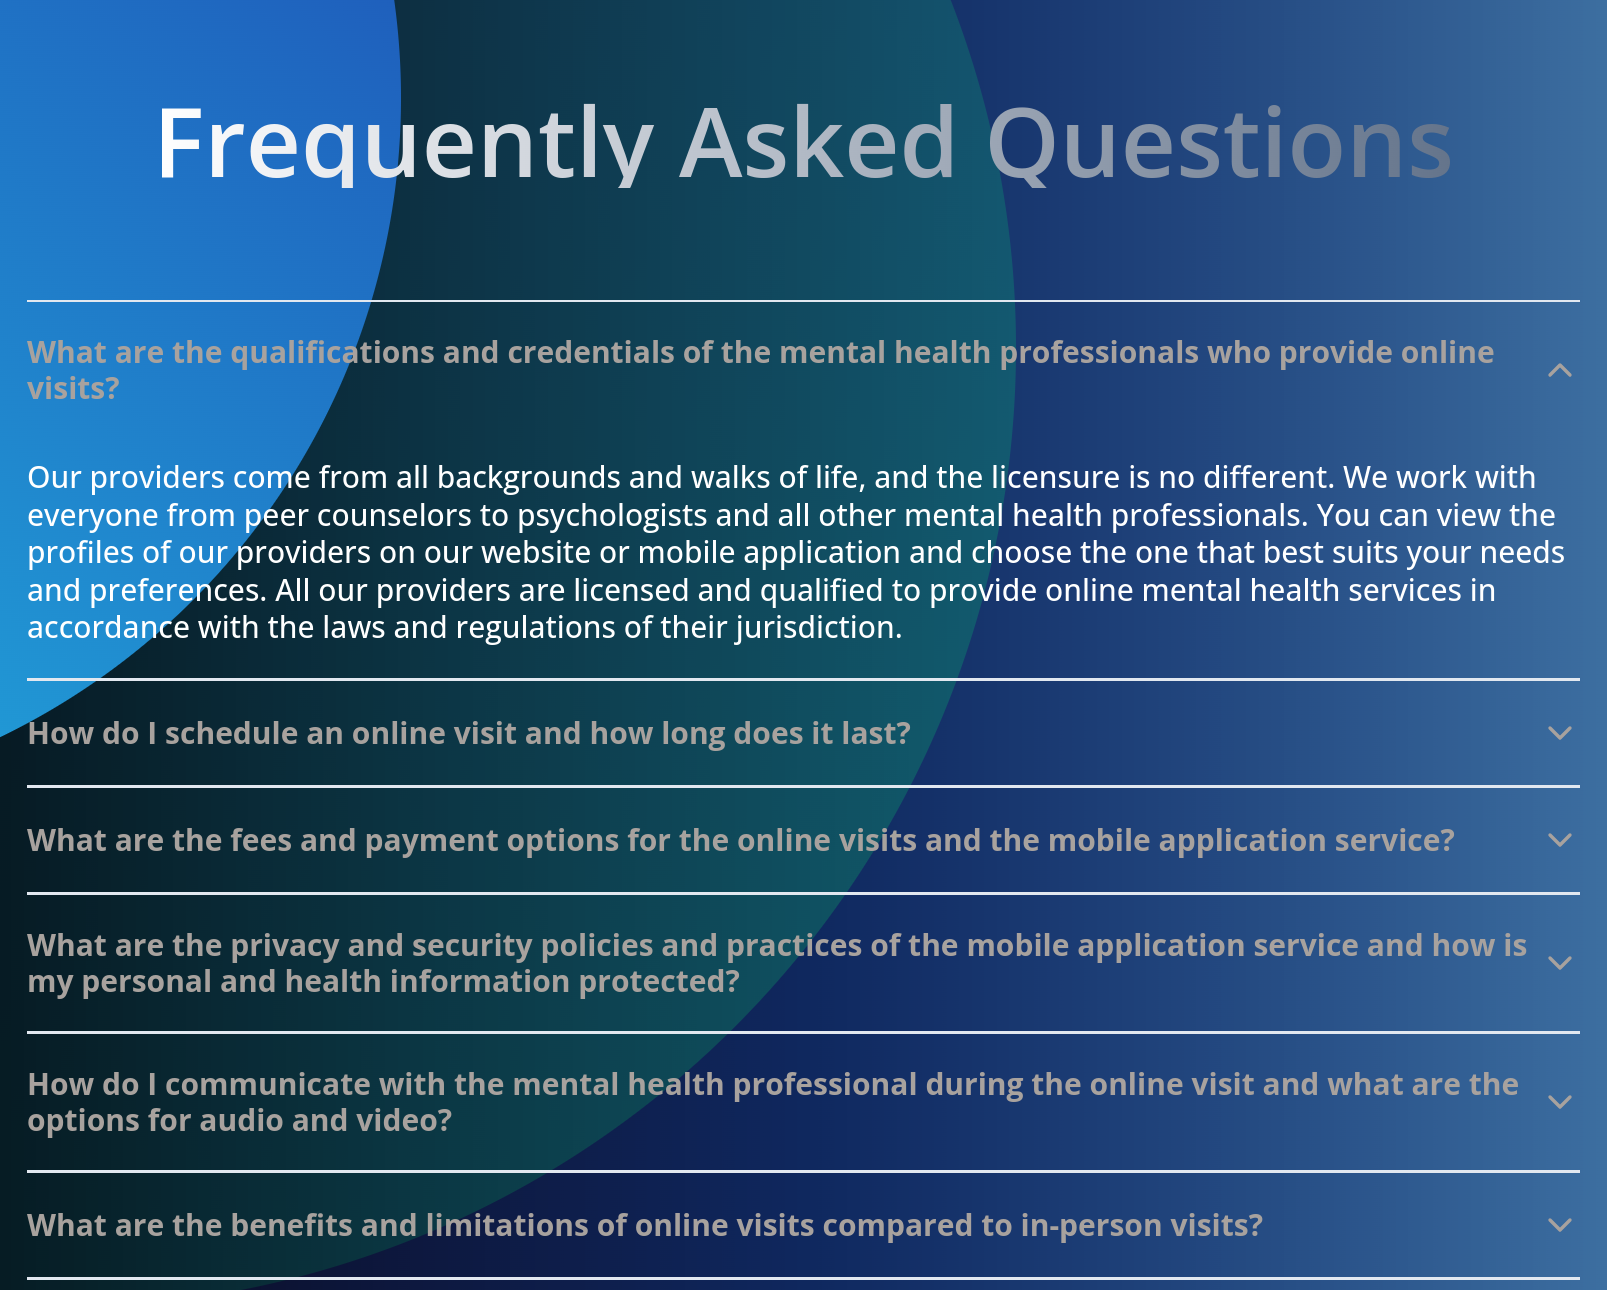 Frequently Asked Questions
What are the qualifications and credentials of the mental health professionals who provide online
visits?
Our providers come from all backgrounds and walks of life, and the licensure is no different. We work with
everyone from peer counselors to psychologists and all other mental health professionals. You can view the
profiles of our providers on our website or mobile application and choose the one that best suits your needs
and preferences. All our providers are licensed and qualified to provide online mental health services in
accordance with the laws and regulations of their jurisdiction.
How do I schedule an online visit and how long does it last?
What are the fees and payment options for the online visits and the mobile application service?
What are the privacy and security policies and practices of the mobile application service and how is
my personal and health information protected?
How do I communicate with the mental health professional during the online visit and what are the
options for audio and video?
What are the benefits and limitations of online visits compared to in-person visits?